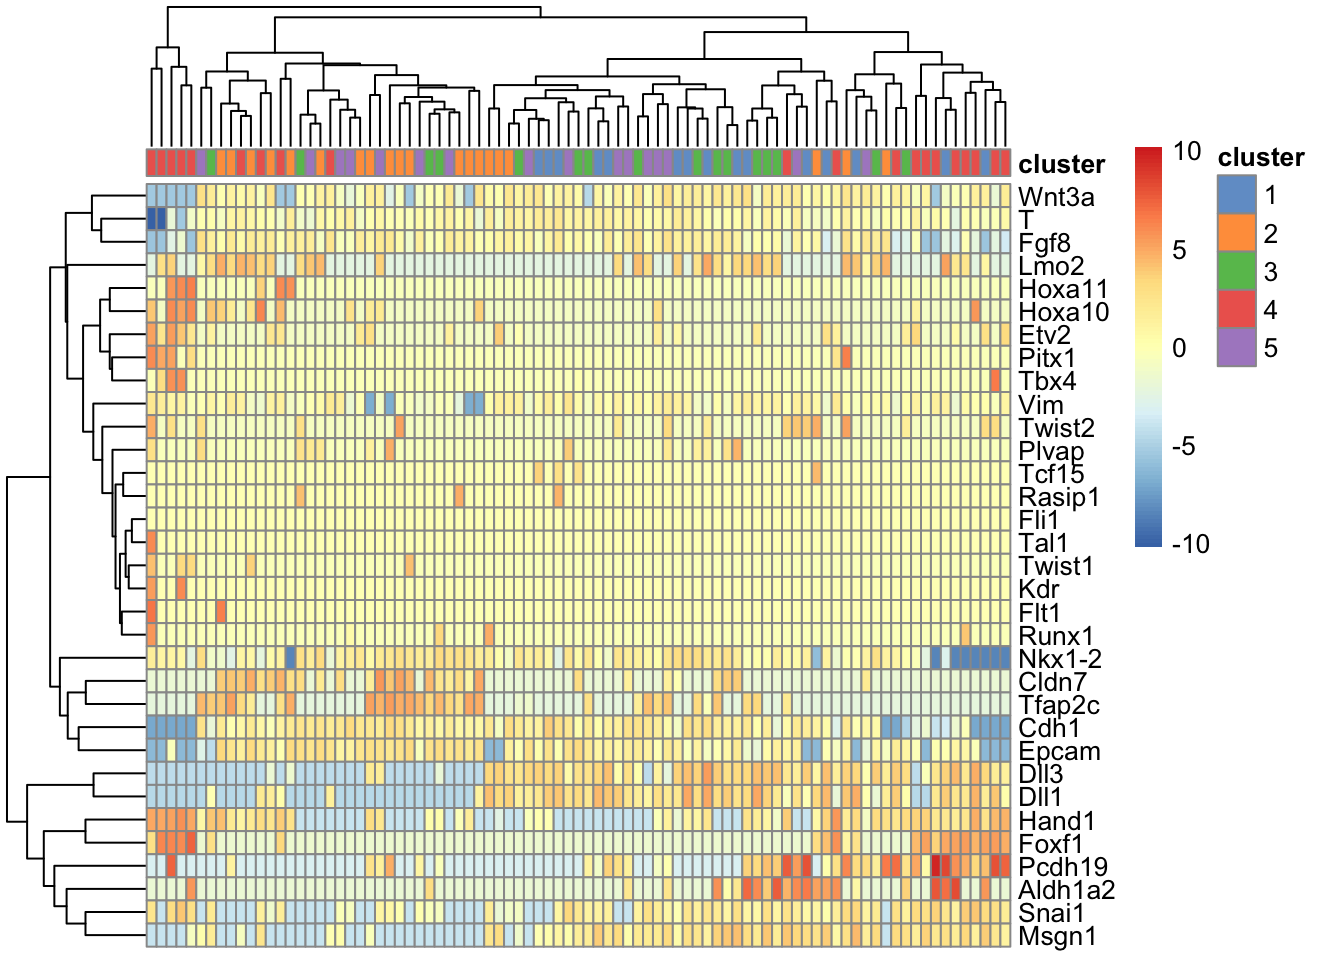 cluster
Wnt3a
T
Fgf8
Lmo2
Hoxa11
Hoxa10
Etv2
Pitx1
Tbx4
Vim
Twist2
Plvap
Tcf15
Rasip1
Fli1
Tal1
Twist1
Kdr
Flt1
Runx1
Nkx1-2
Cldn7
Tfap2c
Cdh1
Epcam
Dll3
Dll1
Hand1
Foxf1
Pcdh19
Aldh1a2
Snai1
Msgn1
10
5
0
-5
-10
cluster
1
2
3
4
5